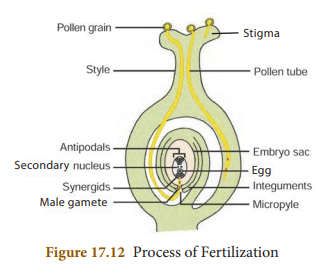 Pollen grain
Stigma
Style
Pollen tube
Antipodals
Embryo sac
Secondary nucleus
Egg
Synergids
Integuments
Male gamete
Micropyle
Figure 17.12 Process of Fertilization